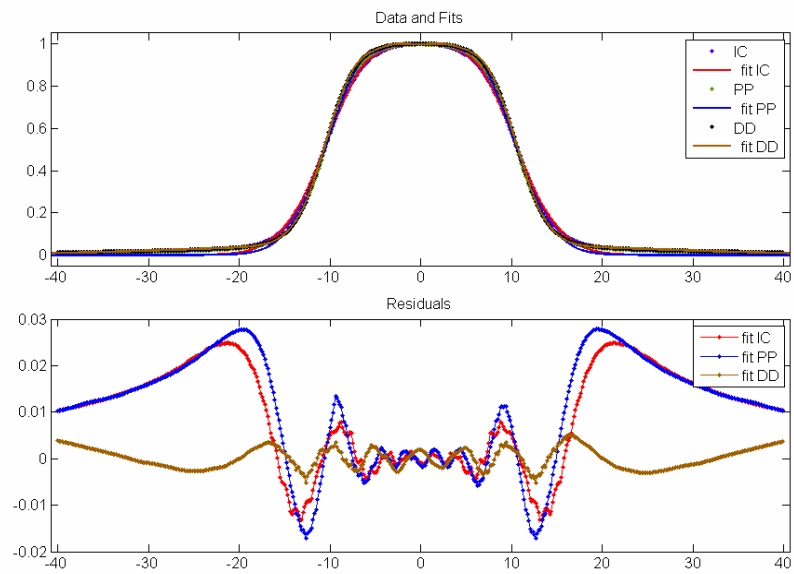 Data and Fits
1
0.8
0.6
0.4
0.2
0
-40 -30 -20 -10 0 10 20 30 40
IC
fit IC
PP
fit PP
DD
fit DD
Residuals
0.03
0.02
0.01
0
-0.01
-0.02
-40 -30 -20 -10 0 10 20 30 40
fit IC
fit PP
fit DD